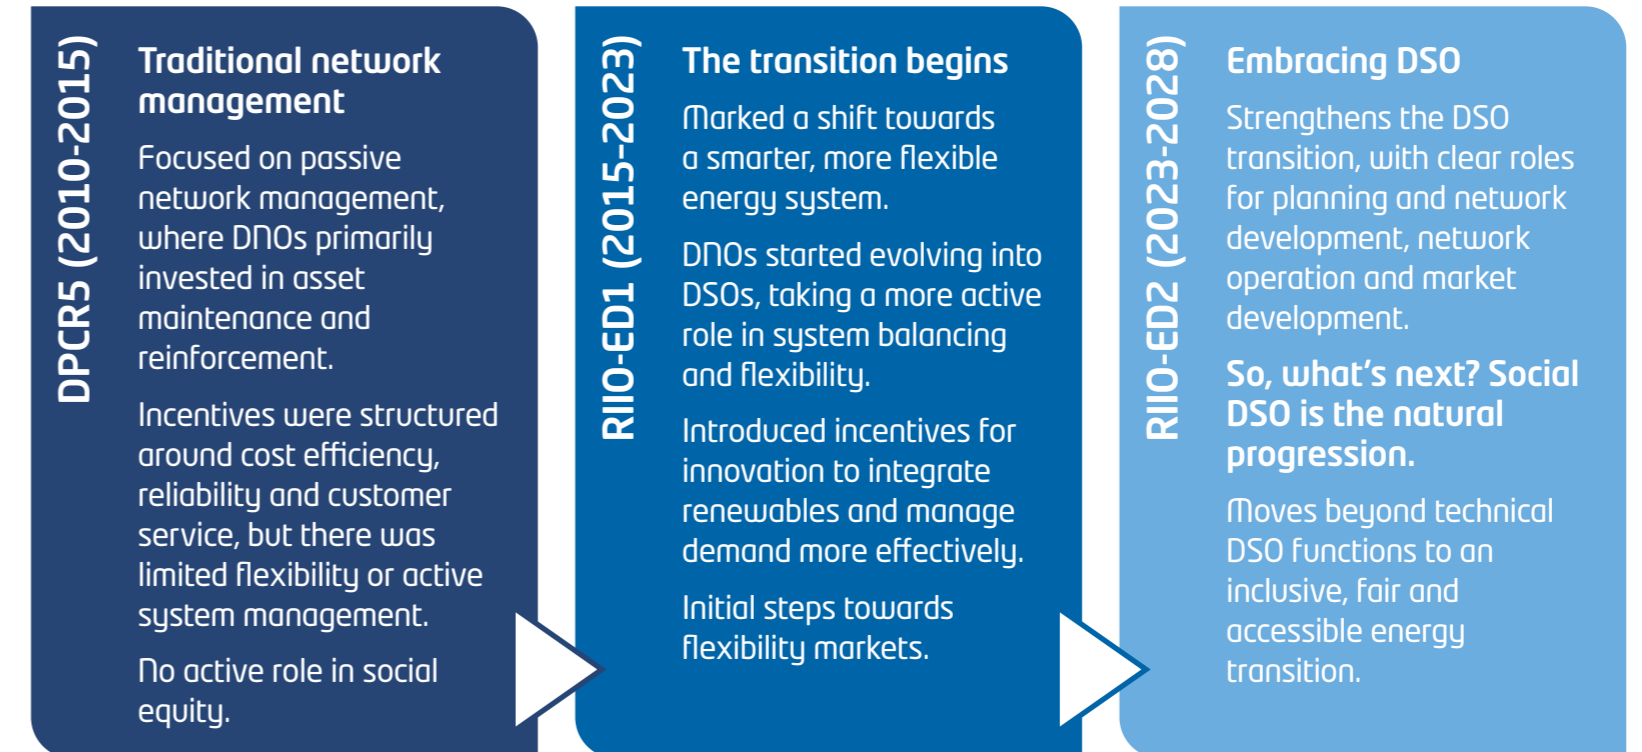 DPCR5 (2010-2015)
Traditional network
management
Focused on passive
network management,
where DNOs primarily
invested in asset
maintenance and
reinforcement.
Incentives were structured
around cost efficiency,
reliability and customer
service, but there was
limited flexibility or active
system management.
No active role in social
equity.
RIIO-ED1 (2015-2023)
The transition begins
Marked a shift towards
a smarter, more flexible
energy system.
DNOs started evolving into
DSOs, taking a more active
role in system balancing
and flexibility.
Introduced incentives for
innovation to integrate
renewables and manage
demand more effectively.
Initial steps towards
flexibility markets.
RIIO-ED2 (2023-2028)
Embracing DSO
Strengthens the DSO
transition, with clear roles
for planning and network
development, network
operation and market
development.
So, what's next? Social
DSO is the natural
progression.
Moves beyond technical
DSO functions to an
inclusive, fair and
accessible energy
transition.